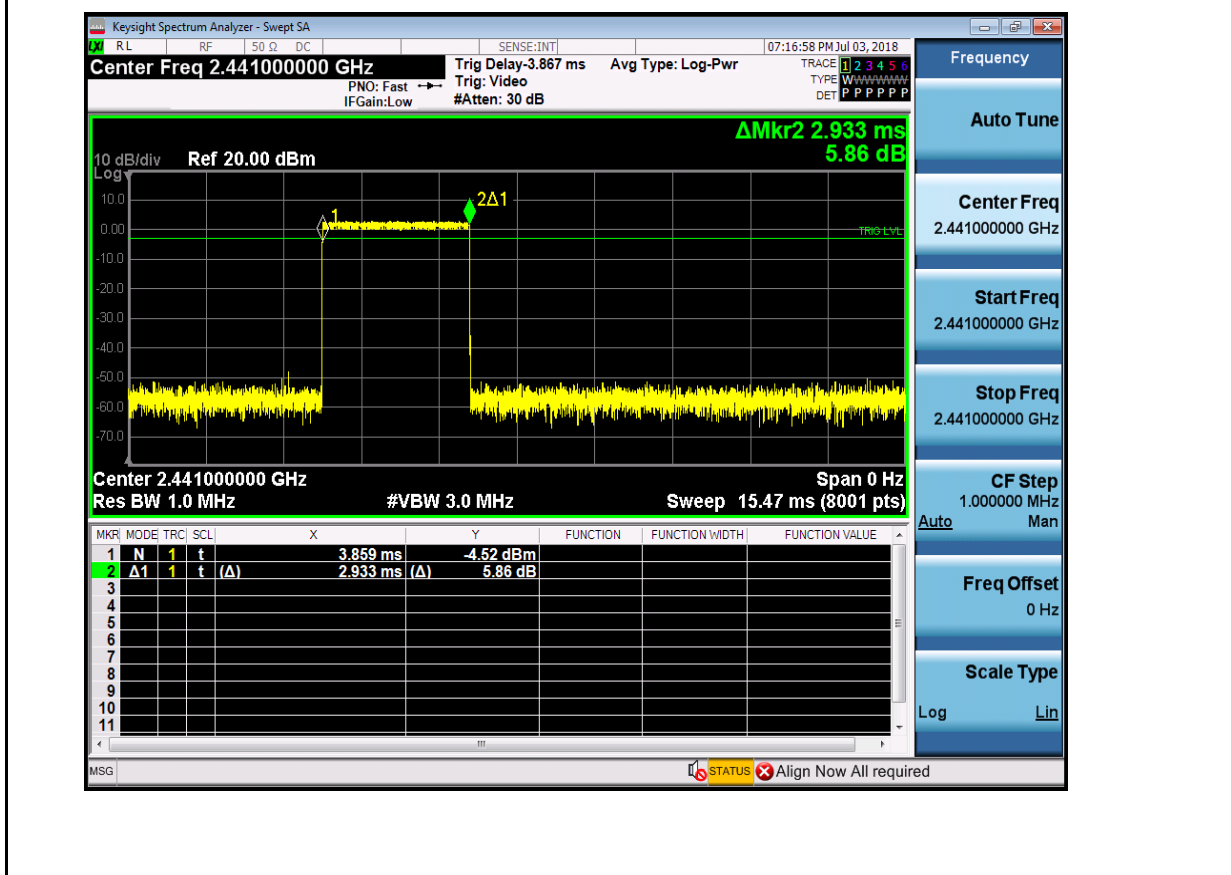 Keysight Spectrum Analyzer - Swept SA
LXI RL RF 50 Ω DC SENSE:INT 07:16:58 PM Jul 03, 2018
Center Freq 2.441000000 GHz
Trig Delay-3.867 ms Avg Type: Log-Pwr
TRACE 1 2 3 4 5 6
PNO: Fast Trig: Video
TYPE WWWWWW
IFGain:Low #Atten: 30 dB
DET P P P P P P
ΔMkr2 2.933 ms
5.86 dB
10 dB/div Ref 20.00 dBm
Log
10.0
0.00
-10.0
-20.0
-30.0
-40.0
-50.0
-60.0
-70.0
1
2Δ1
TRIG LVL
Center 2.441000000 GHz Span 0 Hz
Res BW 1.0 MHz #VBW 3.0 MHz Sweep 15.47 ms (8001 pts)
MKR MODE TRC SCL X Y FUNCTION FUNCTION WIDTH FUNCTION VALUE
1 N 1 t 3.859 ms -4.52 dBm
2 Δ1 1 t (Δ) 2.933 ms (Δ) 5.86 dB
3
4
5
6
7
8
9
10
11
MSG STATUS Align Now All required
Frequency
Auto Tune
Center Freq
2.441000000 GHz
Start Freq
2.441000000 GHz
Stop Freq
2.441000000 GHz
CF Step
1.000000 MHz
Auto Man
Freq Offset
0 Hz
Scale Type
Log Lin